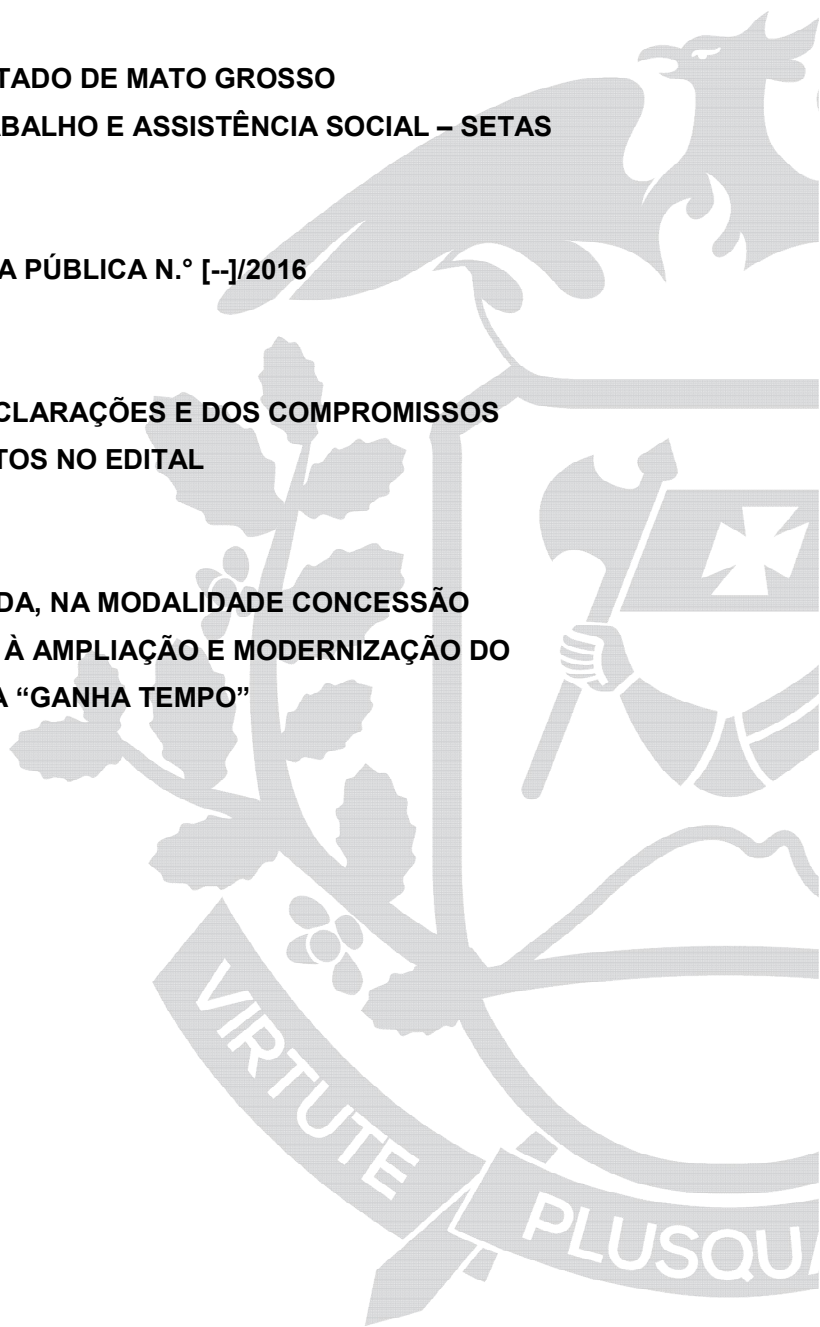 TADO DE MATO GROSSO
ABALHO E ASSISTÊNCIA SOCIAL – SETAS
A PÚBLICA N.° [--]/2016
CLARAÇÕES E DOS COMPROMISSOS
TOS NO EDITAL
DA, NA MODALIDADE CONCESSÃO
À AMPLIAÇÃO E MODERNIZAÇÃO DO
A “GANHA TEMPO”
VIRTUTE
PLUSQU